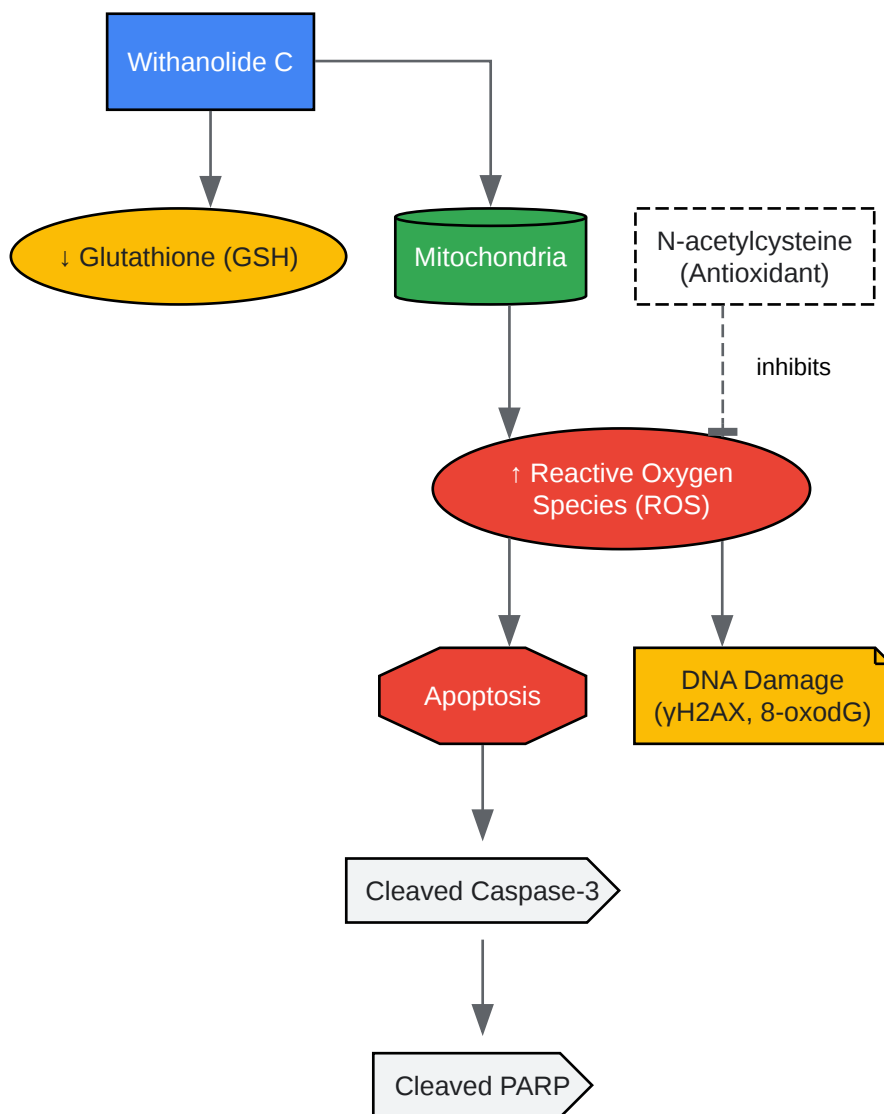 Withanolide C
↓ Glutathione (GSH)
Mitochondria
N-acetylcysteine
(Antioxidant)
inhibits
↑ Reactive Oxygen
Species (ROS)
Apoptosis
DNA Damage
(γH2AX, 8-oxodG)
Cleaved Caspase-3
Cleaved PARP